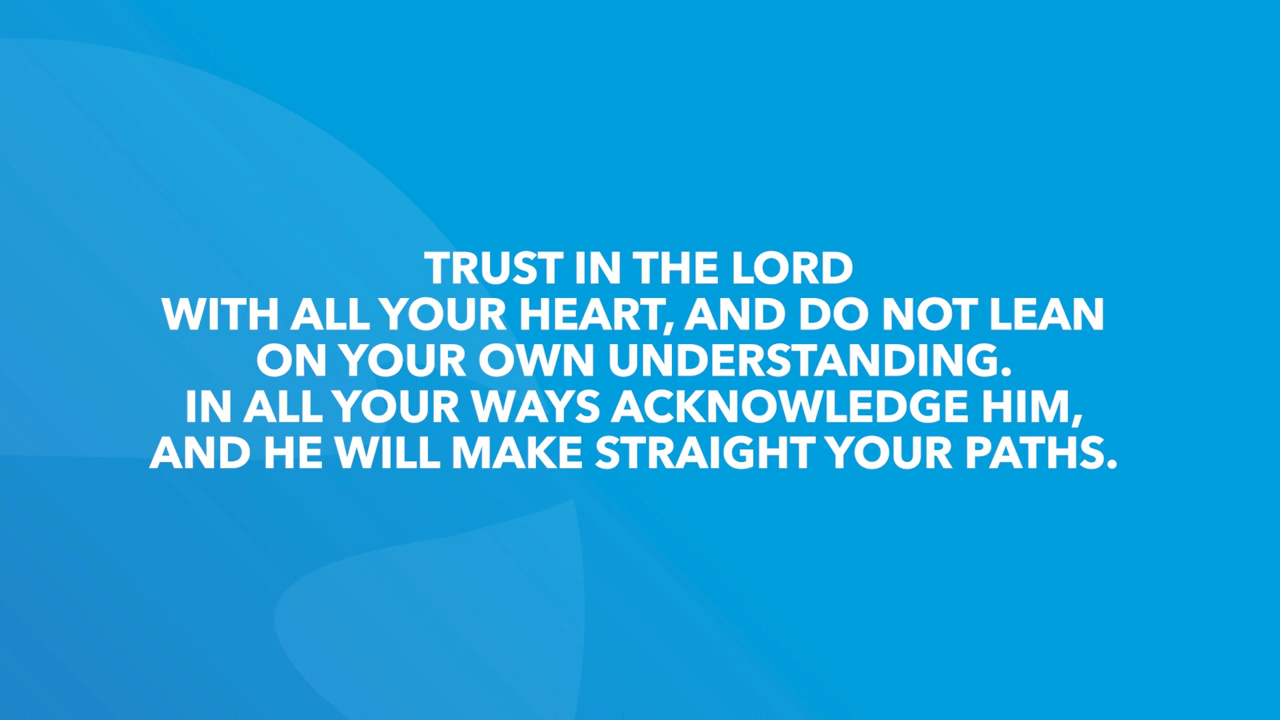 TRUST IN THE LORD
WITH ALL YOUR HEART, AND DO NOT LEAN
ON YOUR OWN UNDERSTANDING.
IN ALL YOUR WAYS ACKNOWLEDGE HIM,
AND HE WILL MAKE STRAIGHT YOUR PATHS.